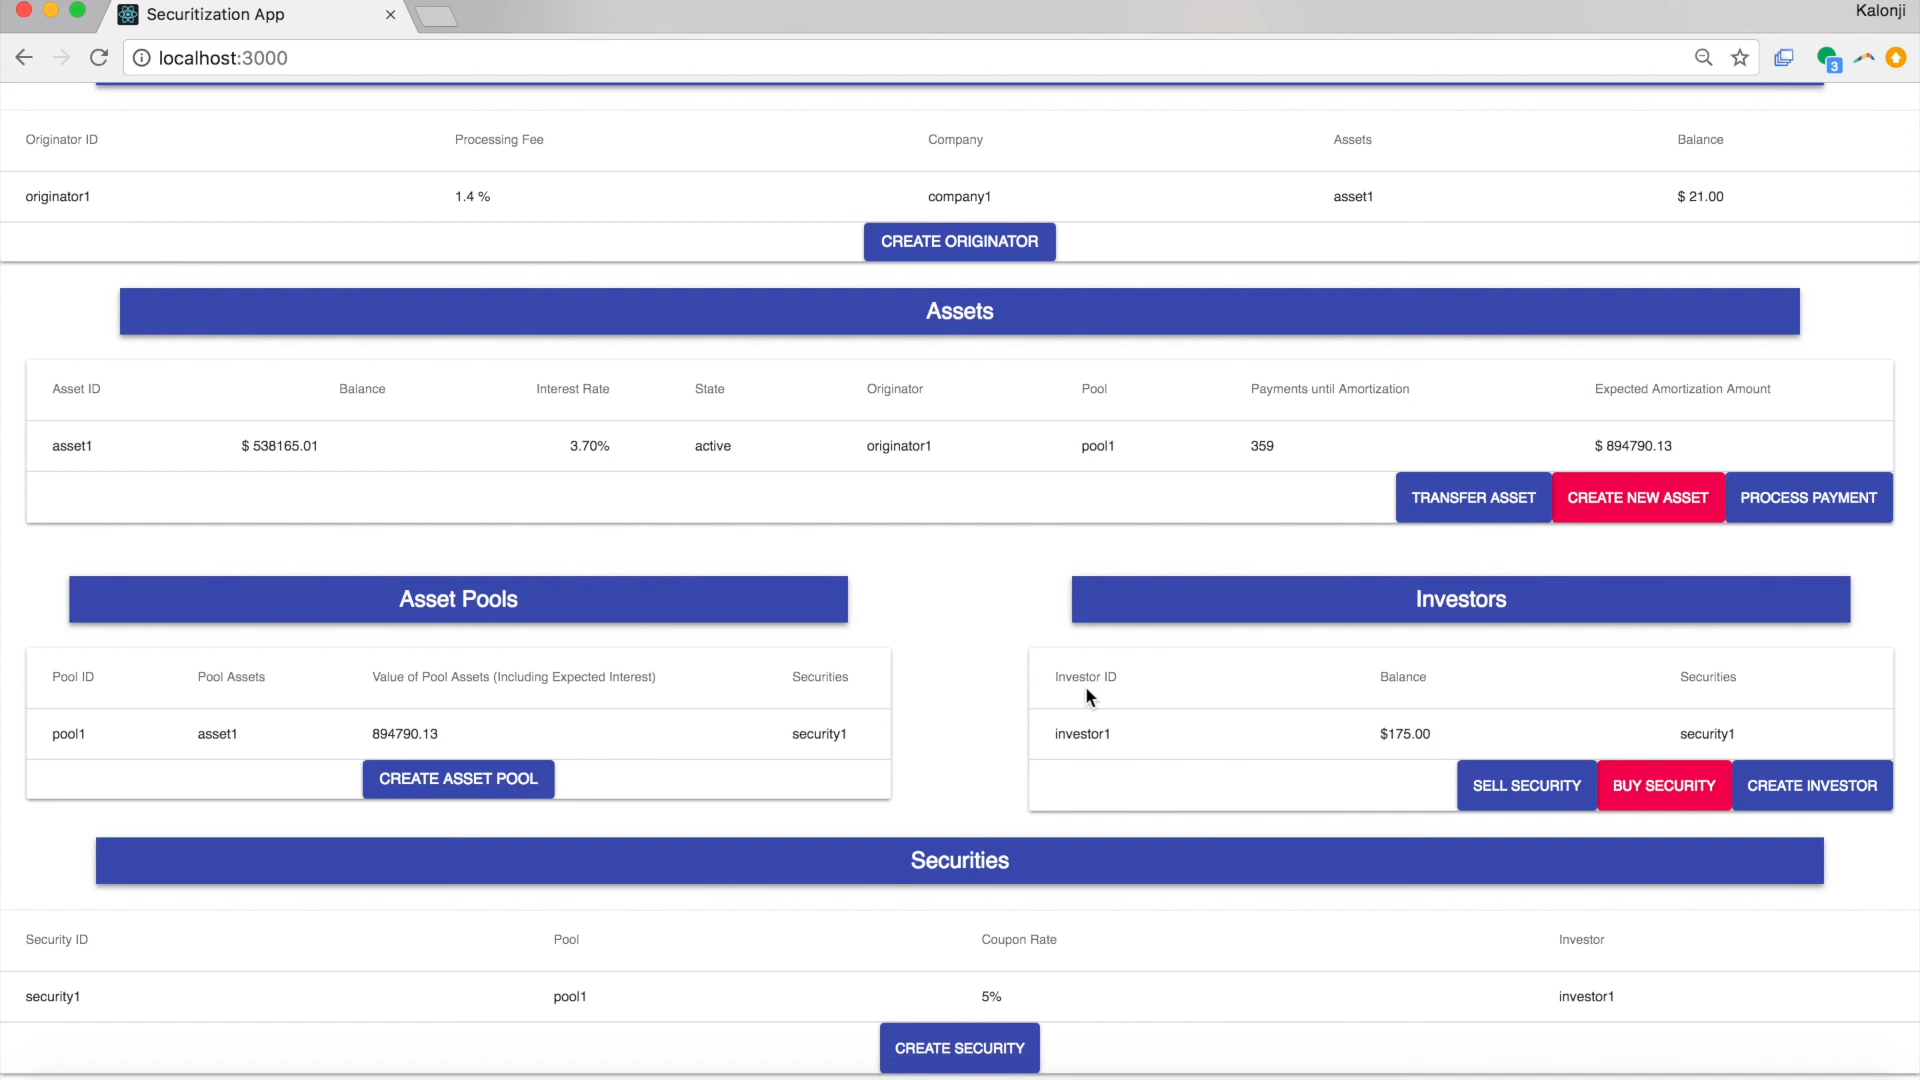 Securitization App
Kalonji
localhost:3000
3
Originator ID Processing Fee Company Assets Balance
originator1 1.4 % company1 asset1 $ 21.00
CREATE ORIGINATOR
Assets
Asset ID Balance Interest Rate State Originator Pool Payments until Amortization Expected Amortization Amount
asset1 $ 538165.01 3.70% active originator1 pool1 359 $ 894790.13
TRANSFER ASSET CREATE NEW ASSET PROCESS PAYMENT
Asset Pools
Pool ID Pool Assets Value of Pool Assets (Including Expected Interest) Securities
pool1 asset1 894790.13 security1
CREATE ASSET POOL
Investors
Investor ID Balance Securities
investor1 $175.00 security1
SELL SECURITY BUY SECURITY CREATE INVESTOR
Securities
Security ID Pool Coupon Rate Investor
security1 pool1 5% investor1
CREATE SECURITY